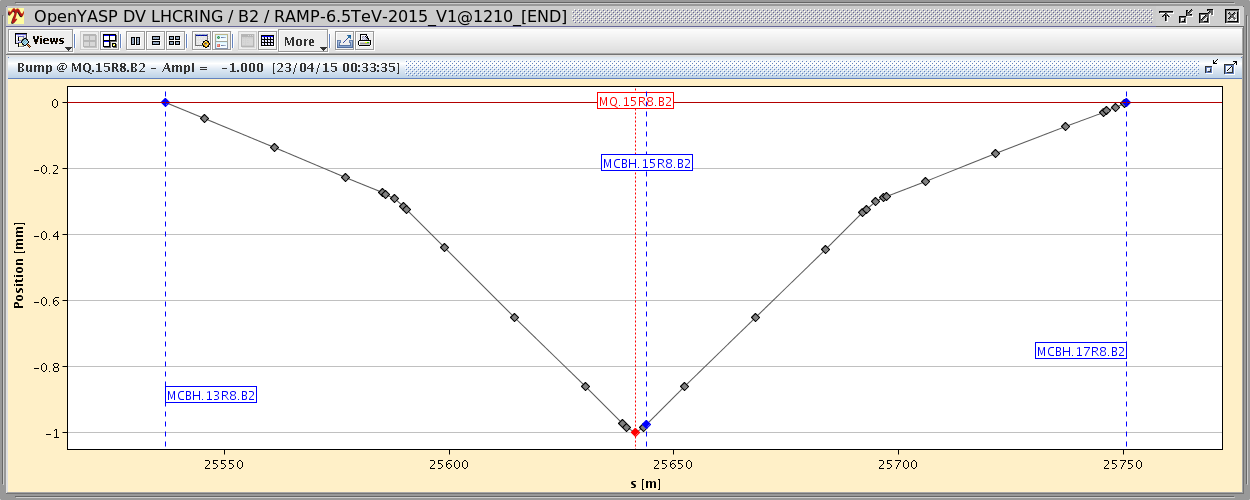 OpenYASP DV LHCRING / B2 / RAMP-6.5TeV-2015_V1@1210_[END]
Views
More
Bump @ MQ.15R8.B2 - Ampl = -1.000 [23/04/15 00:33:35]
0
-0.2
-0.4
-0.6
-0.8
-1
Position [mm]
MQ.15R8.B2
MCBH.15R8.B2
MCBH.17R8.B2
MCBH.13R8.B2
25550
25600
25650
25700
25750
s [m]